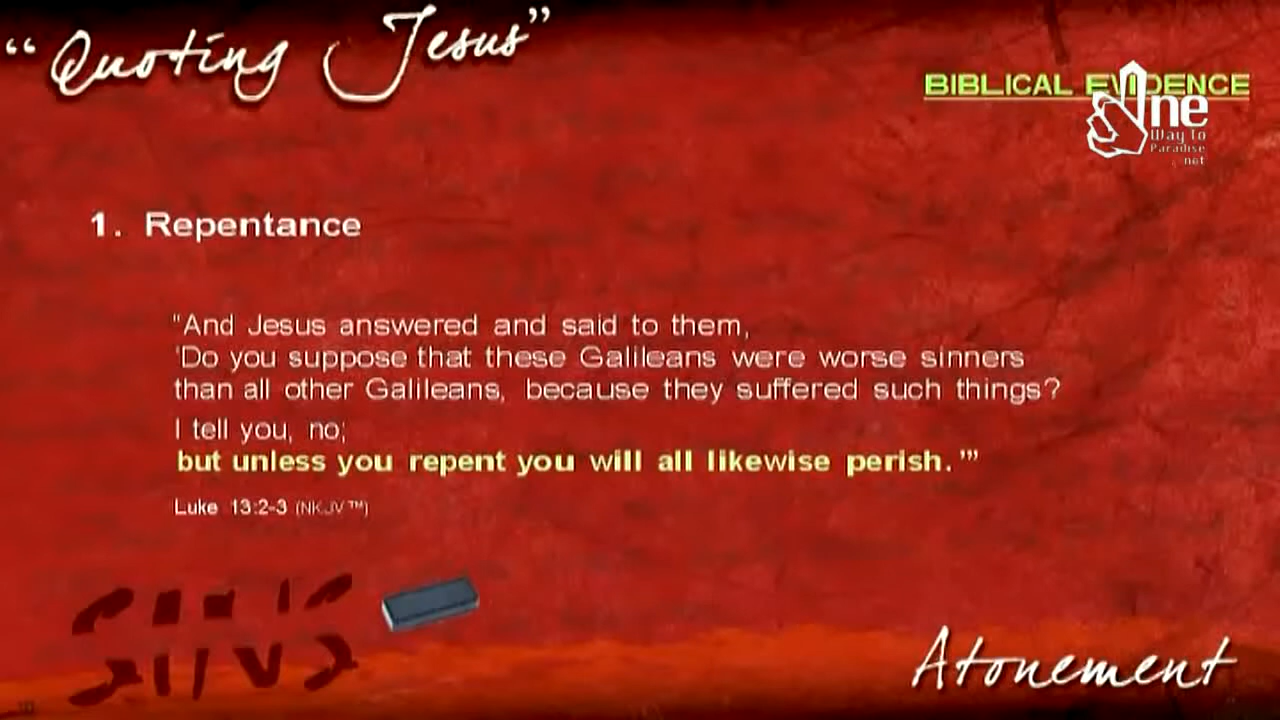 “Quoting Jesus”
BIBLICAL EVIDENCE
One
Way to
Paradise
.net
1. Repentance
"And Jesus answered and said to them,
'Do you suppose that these Galileans were worse sinners
than all other Galileans, because they suffered such things?
I tell you, no;
but unless you repent you will all likewise perish.'"
Luke 13:2-3 (NKJV™)
Atonement